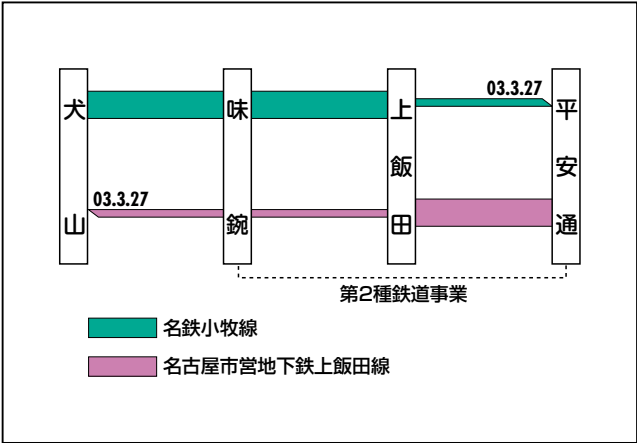 犬山
味鋺
上飯田
平安通
03.3.27
03.3.27
第2種鉄道事業
名鉄小牧線
名古屋市営地下鉄上飯田線